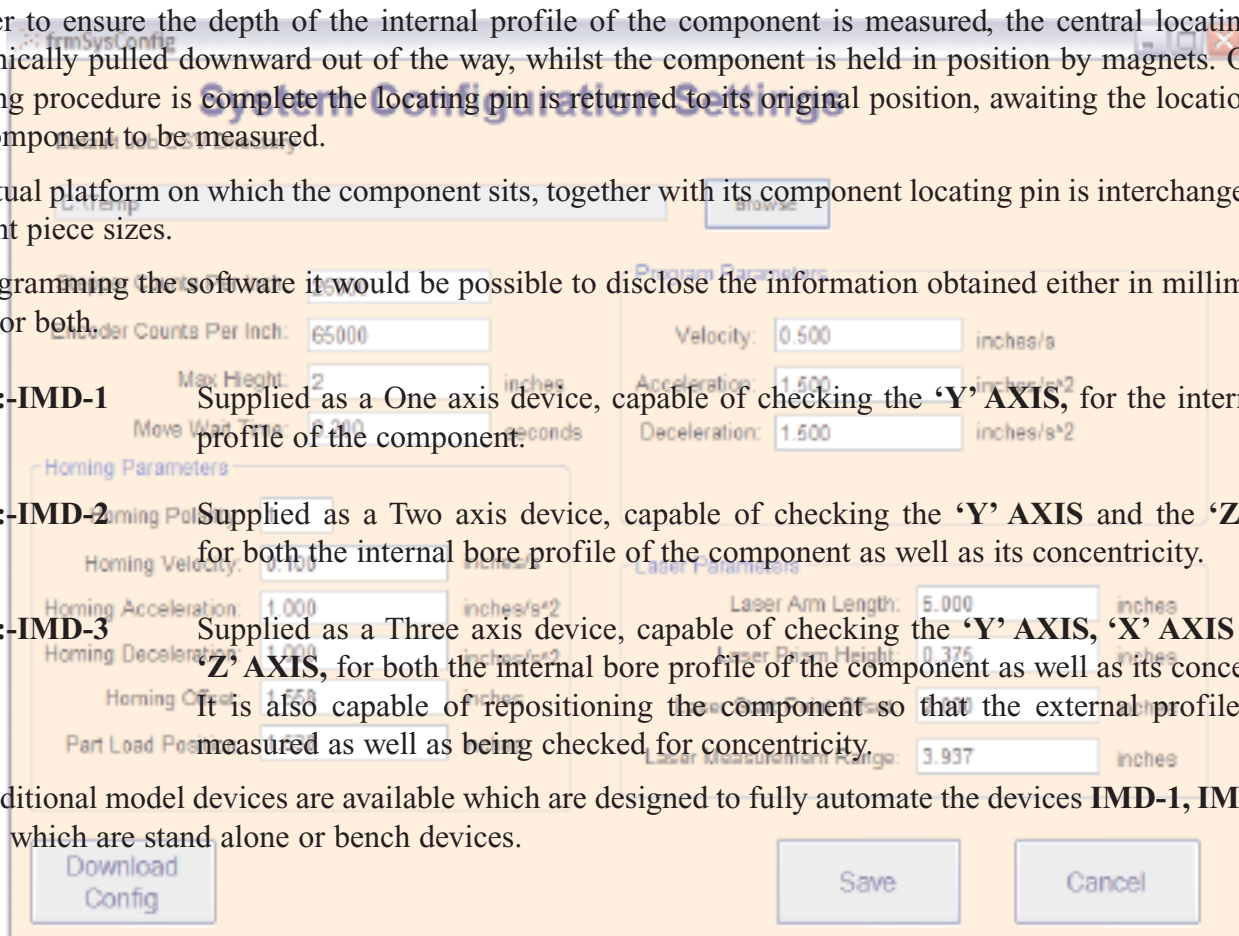 er to ensure the depth of the internal profile of the component is measured, the central locatin
frmSysConfig
nically pulled downward out of the way, whilst the component is held in position by magnets. O
System Configuration Settings
ng procedure is complete the locating pin is returned to its original position, awaiting the locatio
omponent to be measured.
Directory
tual platform on which the component sits, together with its component locating pin is interchange
C:\Temp
Browse
nt piece sizes.
Program Parameters
gramming the software it would be possible to disclose the information obtained either in millim
or both.
Encoder Counts Per Inch: 65000
Velocity: 0.500 inches/s
Max Hieght: 2 inches
Acceleration: 1.500 inches/s^2
:-IMD-1 Supplied as a One axis device, capable of checking the ‘Y’ AXIS, for the intern
Move Wait Time: 0.200 seconds
Deceleration: 1.500 inches/s^2
profile of the component.
Homing Parameters
:-IMD-2 Supplied as a Two axis device, capable of checking the ‘Y’ AXIS and the ‘Z
Homing
for both the internal bore profile of the component as well as its concentricity.
Homing Velocity: 0.100 inches/s
Laser Parameters
Homing Acceleration: 1.000 inches/s^2
Laser Arm Length: 5.000 inches
:-IMD-3 Supplied as a Three axis device, capable of checking the ‘Y’ AXIS, ‘X’ AXIS
Homing Deceleration: 1.000 inches/s^2
Laser Prism Height: 0.375 inches
‘Z’ AXIS, for both the internal bore profile of the component as well as its conce
Homing Offset: 1.558 inches
inches
It is also capable of repositioning the component so that the external profile
Part Load Position:
measured as well as being checked for concentricity.
Laser Measurement Range: 3.937 inches
ditional model devices are available which are designed to fully automate the devices IMD-1, IM
which are stand alone or bench devices.
Download
Config
Save
Cancel